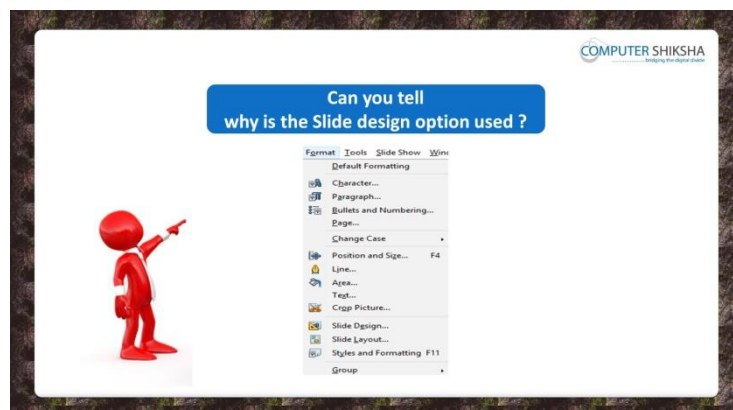 COMPUTER SHIKSHA
bridging the digital divide
Can you tell
why is the Slide design option used ?
Format Tools Slide Show
Default Formatting
Character...
Paragraph...
Bullets and Numbering...
Page...
Change Case
Position and Size... F4
Line...
Area...
Text...
Crop Picture...
Slide Design...
Slide Layout...
Styles and Formatting F11
Group